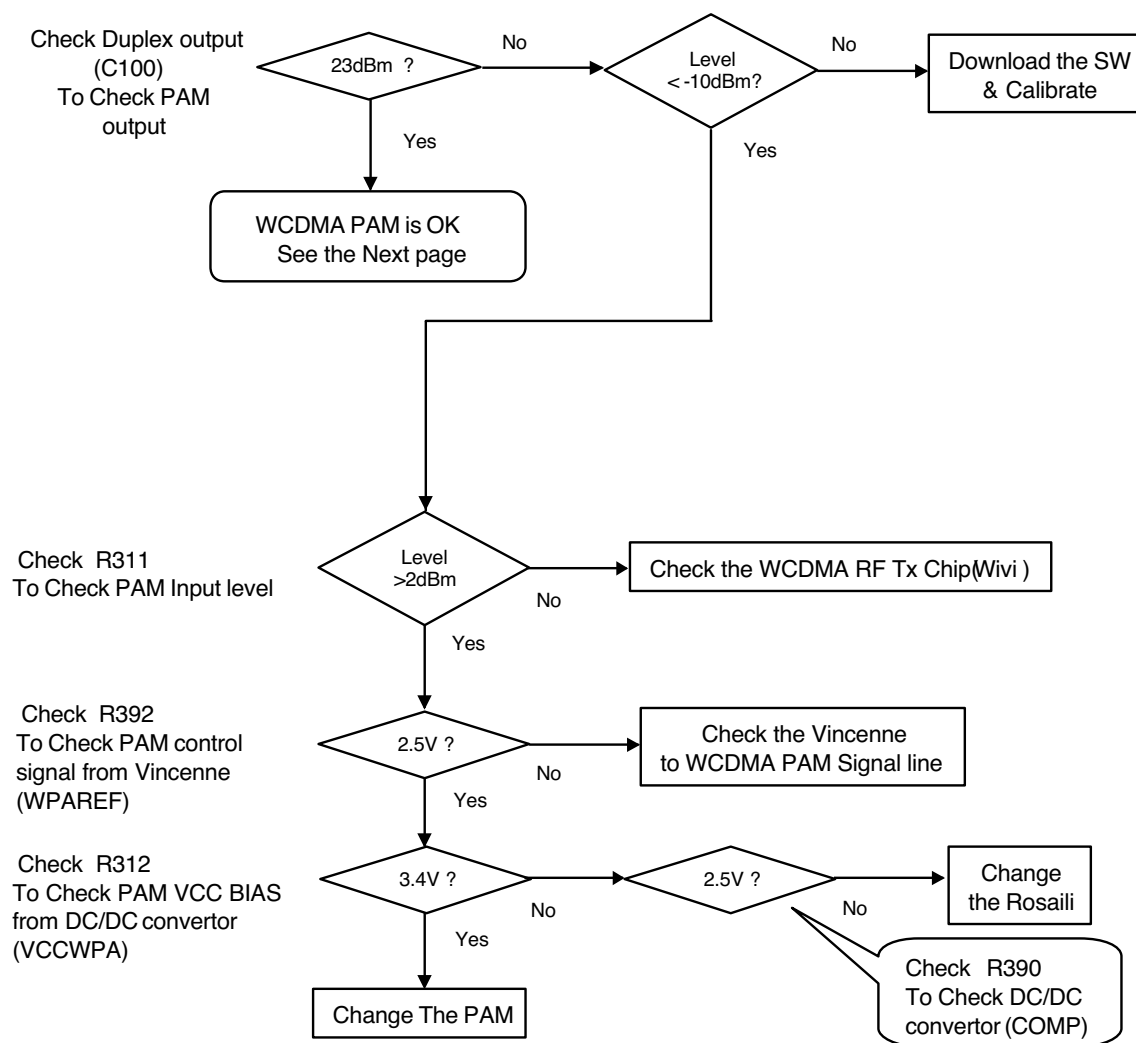 Check Duplex output
(C100)
To Check PAM
output
23dBm ?
No
Level
< -10dBm?
No
Download the SW
& Calibrate
Yes
Yes
WCDMA PAM is OK
See the Next page
Check R311
To Check PAM Input level
Level
>2dBm
No
Check the WCDMA RF Tx Chip(Wivi )
Yes
Check R392
To Check PAM control
signal from Vincenne
(WPAREF)
2.5V ?
No
Check the Vincenne
to WCDMA PAM Signal line
Yes
Check R312
To Check PAM VCC BIAS
from DC/DC convertor
(VCCWPA)
3.4V ?
No
2.5V ?
No
Change
the Rosaili
Yes
Change The PAM
Check R390
To Check DC/DC
convertor (COMP)